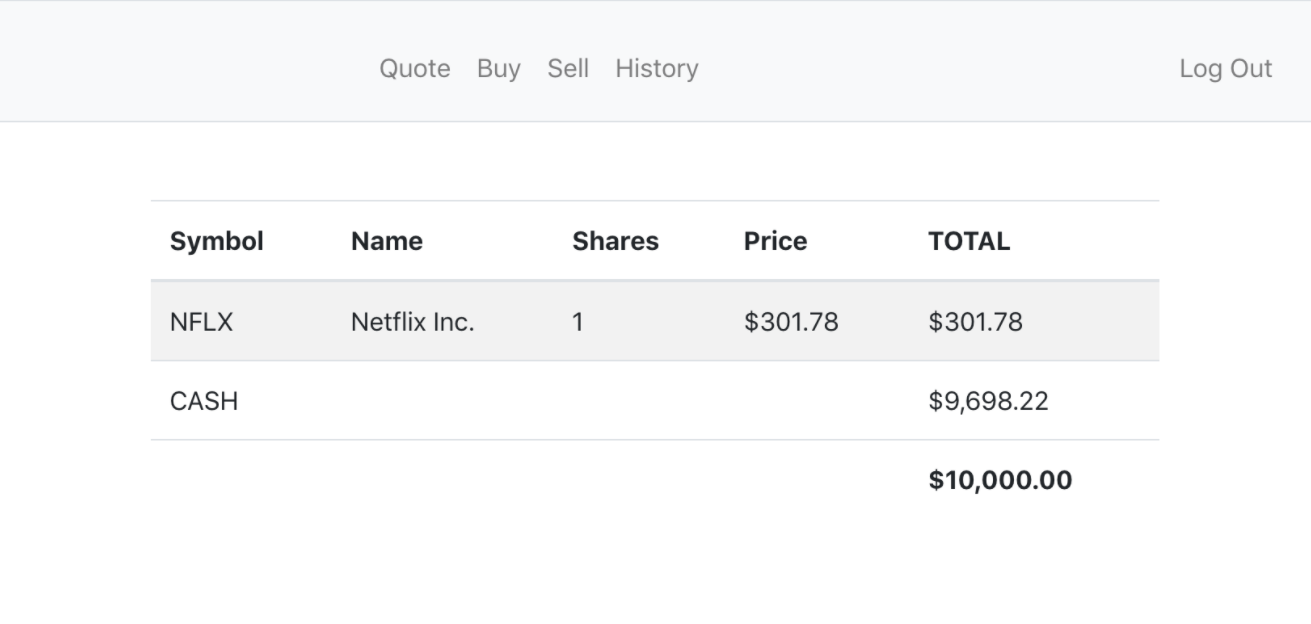 Quote Buy Sell History Log Out
Symbol Name Shares Price TOTAL
NFLX Netflix Inc. 1 $301.78 $301.78
CASH $9,698.22
$10,000.00